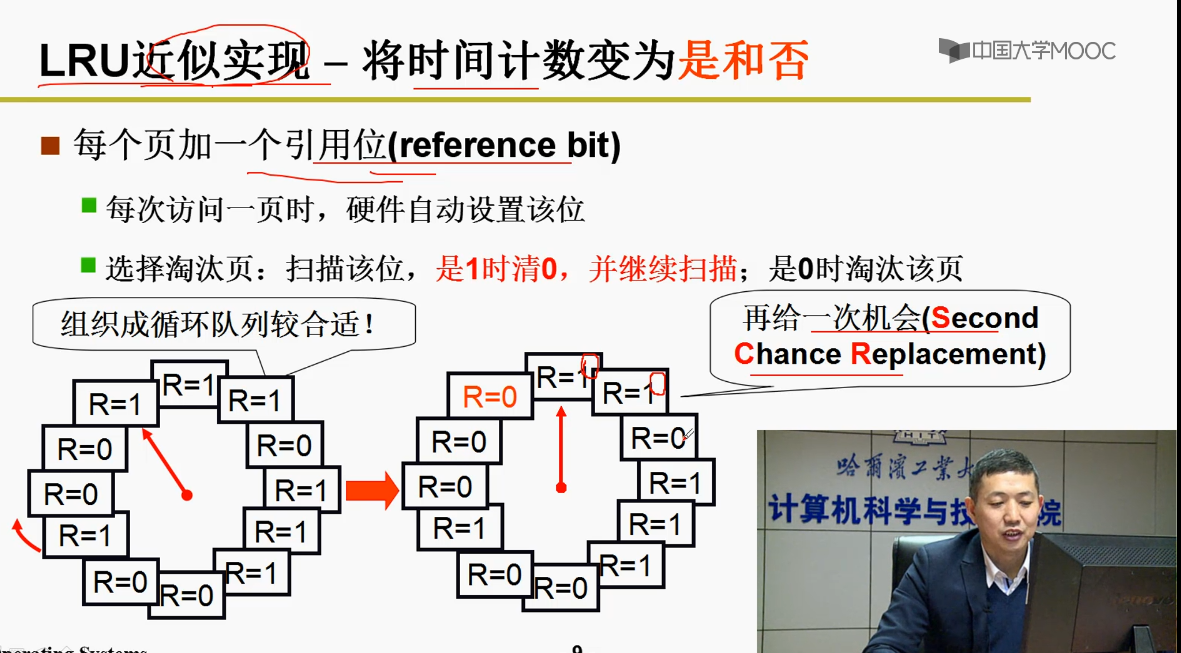 LRU近似实现 – 将时间计数变为是和否
中国大学MOOC
每个页加一个引用位(reference bit)
每次访问一页时，硬件自动设置该位
选择淘汰页：扫描该位，是1时清0，并继续扫描；是0时淘汰该页
组织成循环队列较合适！
再给一次机会(Second
Chance Replacement)
R=1
R=1
R=1
R=0
R=0
R=0
R=1
R=1
R=1
R=0
R=1
R=0
R=1
R=1
R=0
R=0
R=0
R=0
R=1
R=1
R=1
R=0
R=1
R=0
哈尔滨工业大
计算机科学与技 院
perating Systems
9